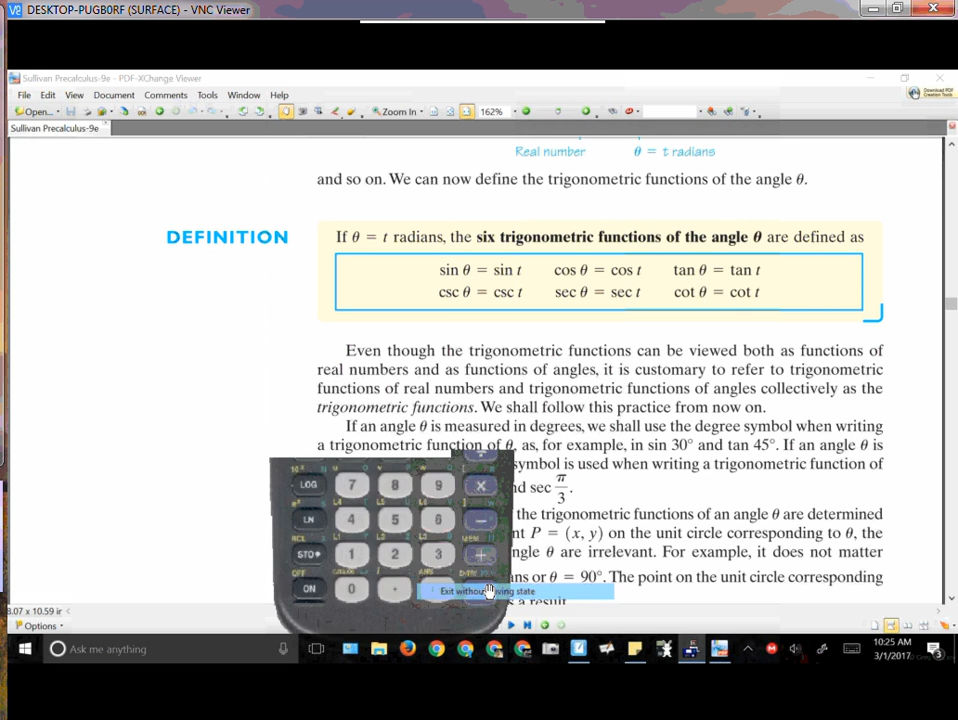 DESKTOP-PUGB0RF (SURFACE) - VNC Viewer
Sullivan Precalculus-9e - PDF-XChange Viewer
File Edit View Document Comments Tools Window Help
Open... Zoom In 162%
Sullivan Precalculus-9e
Real number θ = t radians
and so on. We can now define the trigonometric functions of the angle θ.
DEFINITION
If θ = t radians, the six trigonometric functions of the angle θ are defined as
sin θ = sin t cos θ = cos t tan θ = tan t
csc θ = csc t sec θ = sec t cot θ = cot t
Even though the trigonometric functions can be viewed both as functions of
real numbers and as functions of angles, it is customary to refer to trigonometric
functions of real numbers and trigonometric functions of angles collectively as the
trigonometric functions. We shall follow this practice from now on.
If an angle θ is measured in degrees, we shall use the degree symbol when writing
a trigonometric function of θ, as, for example, in sin 30° and tan 45°. If an angle θ is
symbol is used when writing a trigonometric function of
nd sec π/3.
the trigonometric functions of an angle θ are determined
nt P = (x, y) on the unit circle corresponding to θ, the
ngle θ are irrelevant. For example, it does not matter
ns or θ = 90°. The point on the unit circle corresponding
s a result
LOG 7 8 9 ×
LN 4 5 6 −
STO▸ 1 2 3 +
ON 0 .
RCL
OFF
MEM
Exit without
state
8.07 x 10.59 in
Options
Ask me anything
10:25 AM
3/1/2017
3